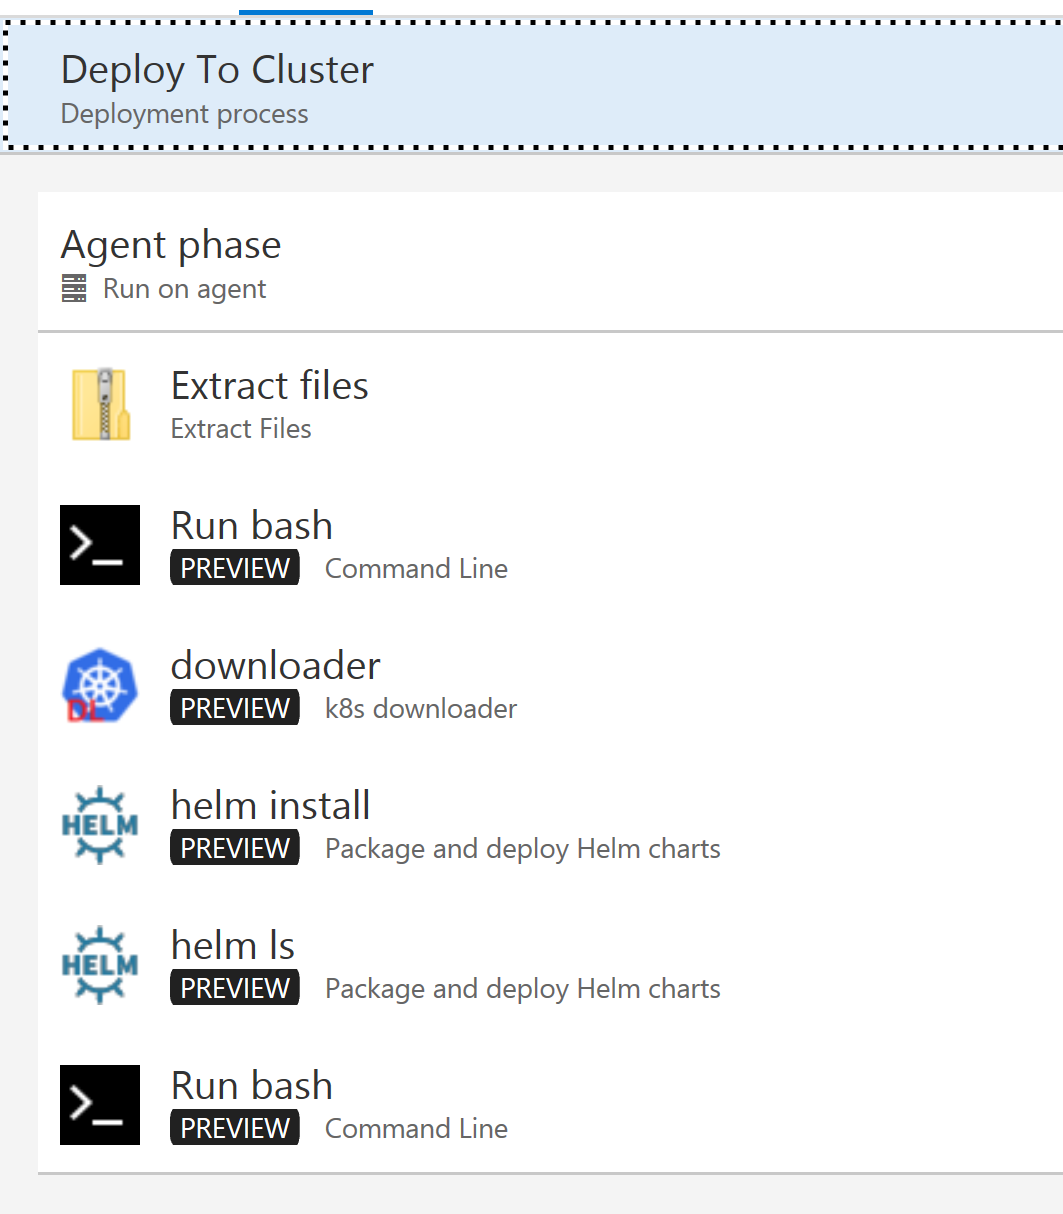 Deploy To Cluster
Deployment process
Agent phase
Run on agent
Extract files
Extract Files
Run bash
PREVIEW Command Line
downloader
DL
PREVIEW k8s downloader
helm install
HELM
PREVIEW Package and deploy Helm charts
helm ls
HELM
PREVIEW Package and deploy Helm charts
Run bash
PREVIEW Command Line